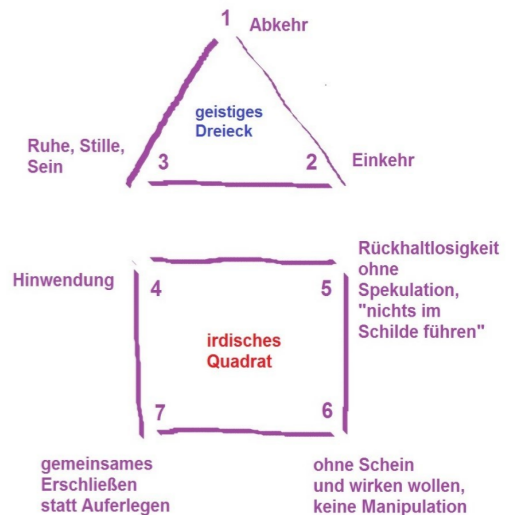 1 Abkehr
geistiges
Dreieck
Ruhe, Stille,
Sein
3
2 Einkehr
Hinwendung
4
5
Rückhaltlosigkeit
ohne
Spekulation,
"nichts im
Schilde führen"
irdisches
Quadrat
7
6
gemeinsames
Erschließen
statt Auferlegen
ohne Schein
und wirken wollen,
keine Manipulation